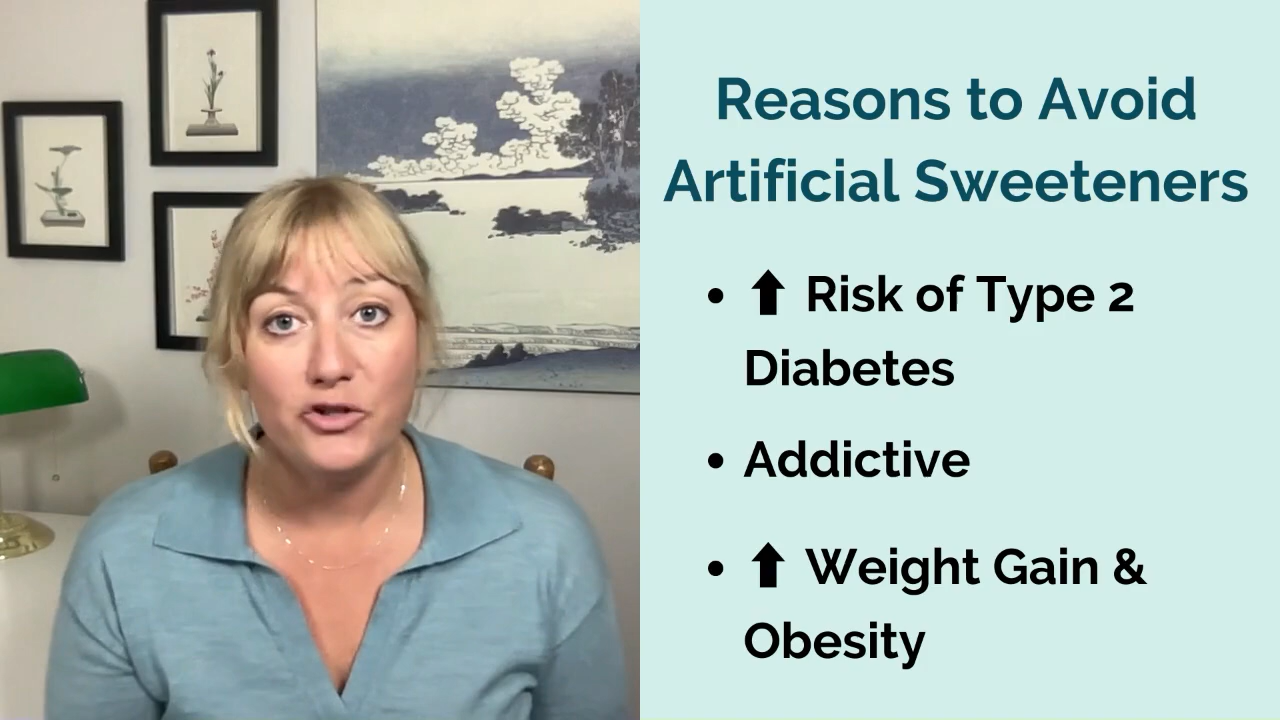 Reasons to Avoid
Artificial Sweeteners
• ⬆ Risk of Type 2
Diabetes
• Addictive
• ⬆ Weight Gain &
Obesity